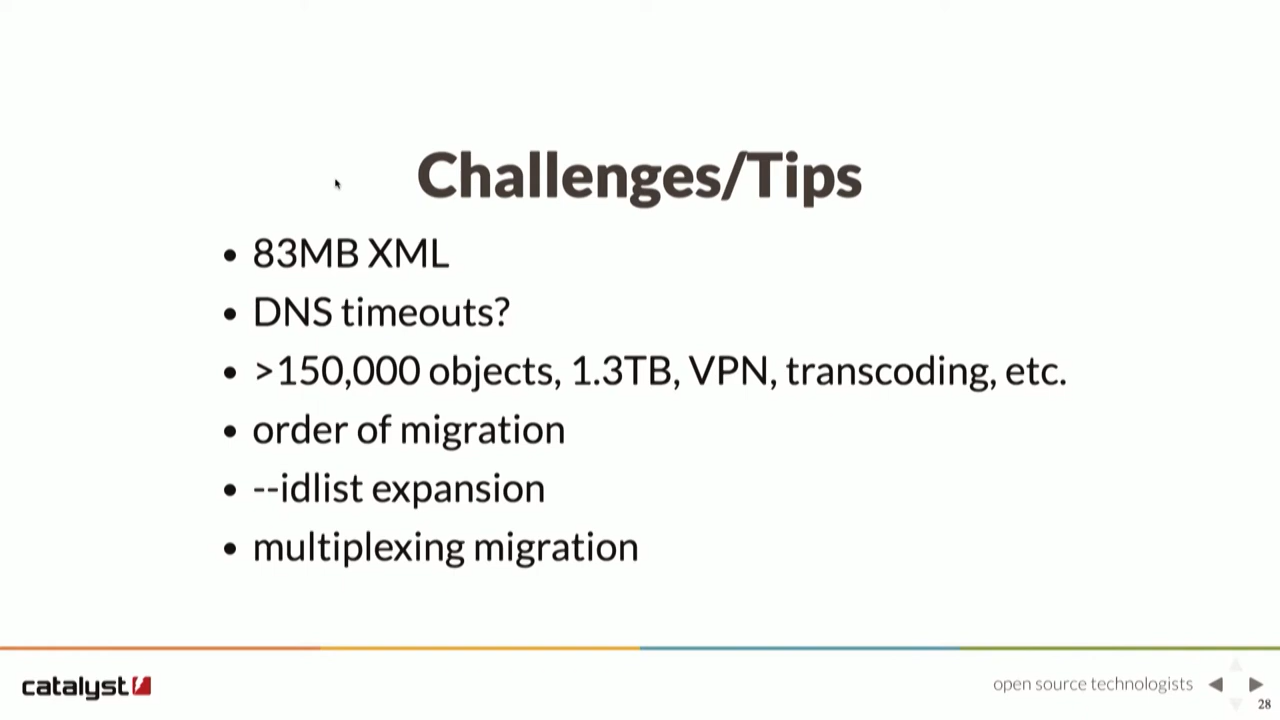 Challenges/Tips
• 83MB XML
• DNS timeouts?
• >150,000 objects, 1.3TB, VPN, transcoding, etc.
• order of migration
• --idlist expansion
• multiplexing migration
catalyst
open source technologists
28